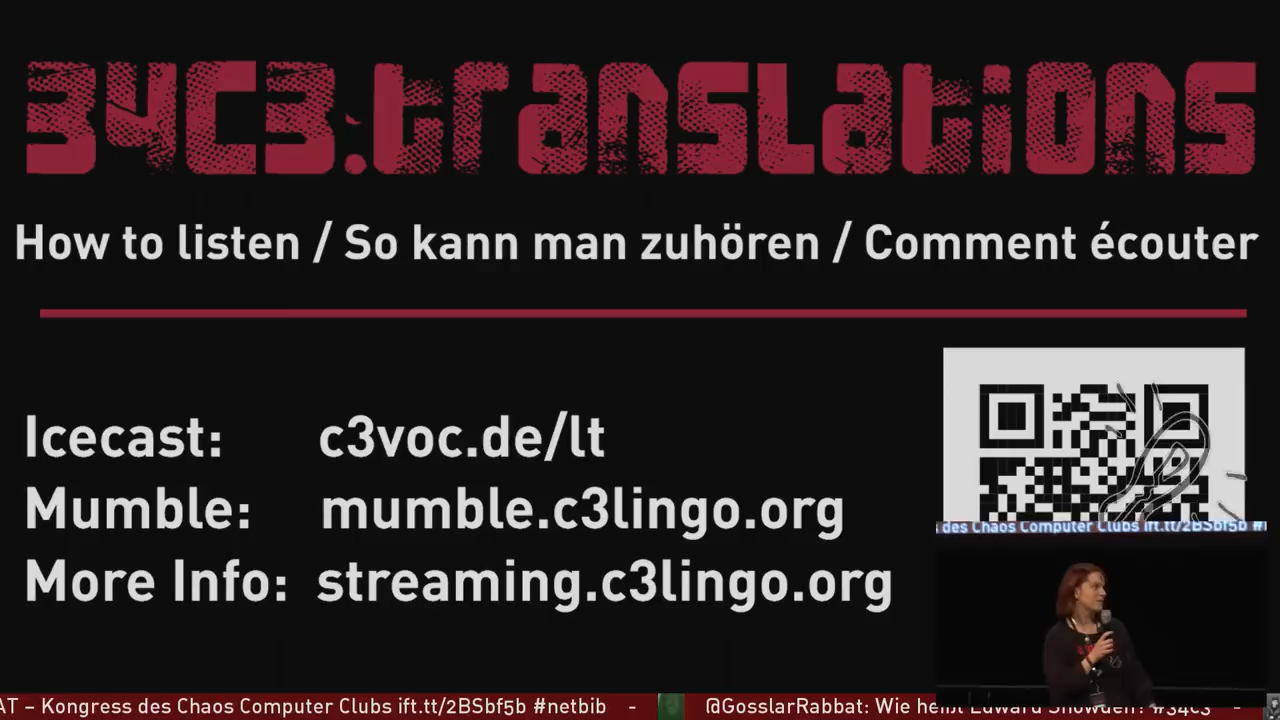 34C3:translations
How to listen / So kann man zuhören / Comment écouter
Icecast: c3voc.de/lt
Mumble: mumble.c3lingo.org
More Info: streaming.c3lingo.org
des Chaos Computer Clubs ift.tt/2BSbf5b #
AT – Kongress des Chaos Computer Clubs ift.tt/2BSbf5b #netbib - @GosslarRabbat: Wie heißt Edward Snowden? #34c3 -